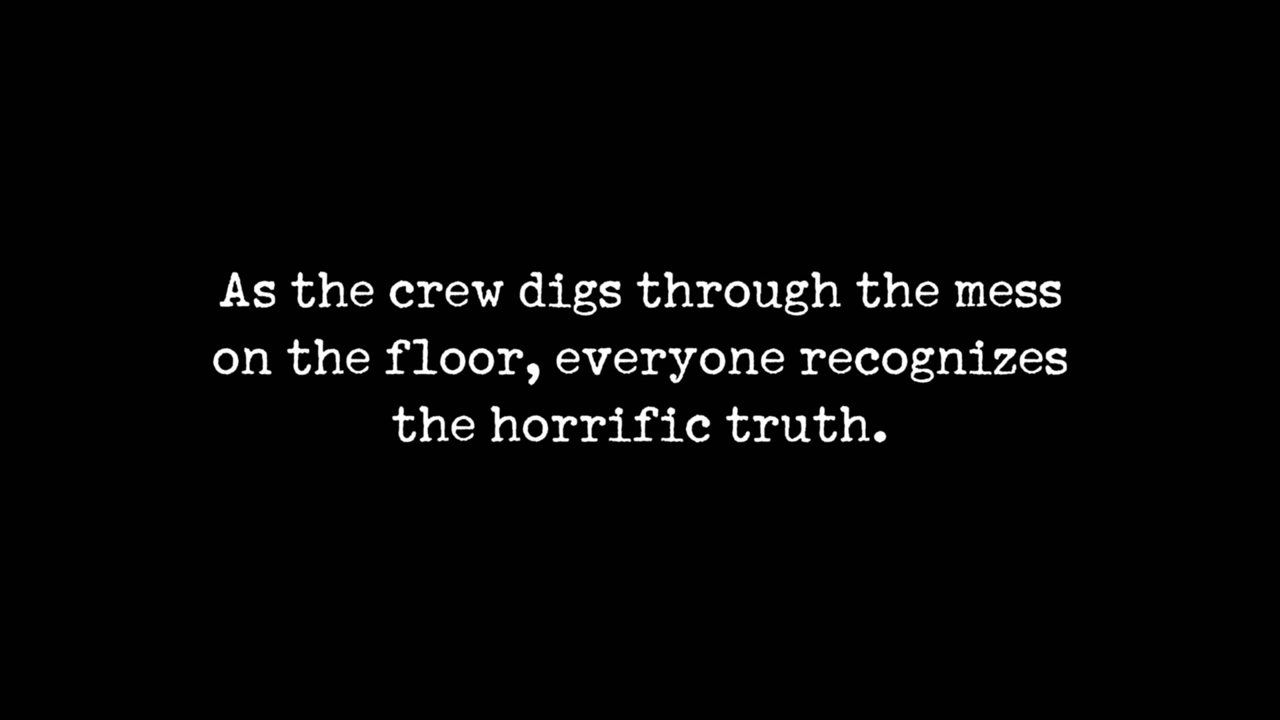 As the crew digs through the mess
on the floor, everyone recognizes
the horrific truth.